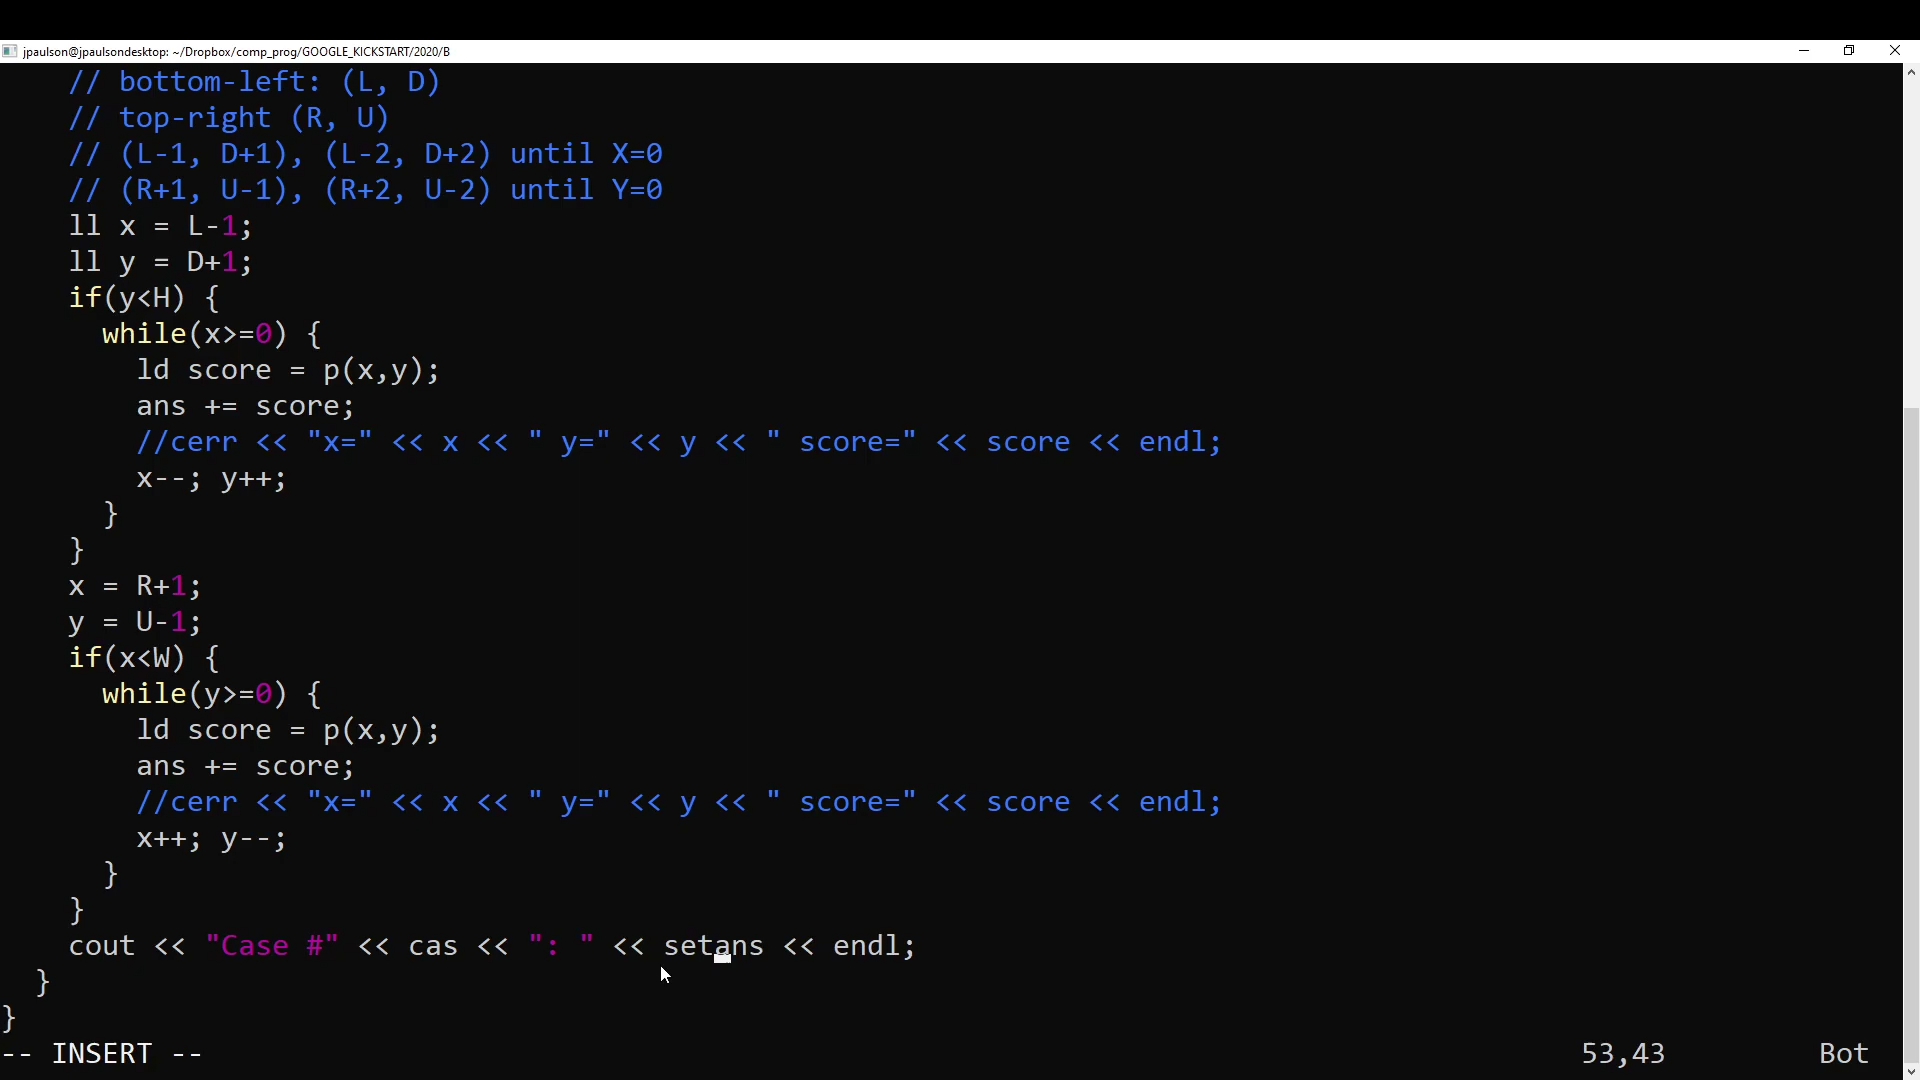 jpaulson@jpaulsondesktop: ~/Dropbox/comp_prog/GOOGLE_KICKSTART/2020/B
// bottom-left: (L, D)
// top-right (R, U)
// (L-1, D+1), (L-2, D+2) until X=0
// (R+1, U-1), (R+2, U-2) until Y=0
ll x = L-1;
ll y = D+1;
if(y<H) {
while(x>=0) {
ld score = p(x,y);
ans += score;
//cerr << "x=" << x << " y=" << y << " score=" << score << endl;
x--; y++;
}
}
x = R+1;
y = U-1;
if(x<W) {
while(y>=0) {
ld score = p(x,y);
ans += score;
//cerr << "x=" << x << " y=" << y << " score=" << score << endl;
x++; y--;
}
}
cout << "Case #" << cas << ": " << setans << endl;
}
}
-- INSERT -- 53,43 Bot